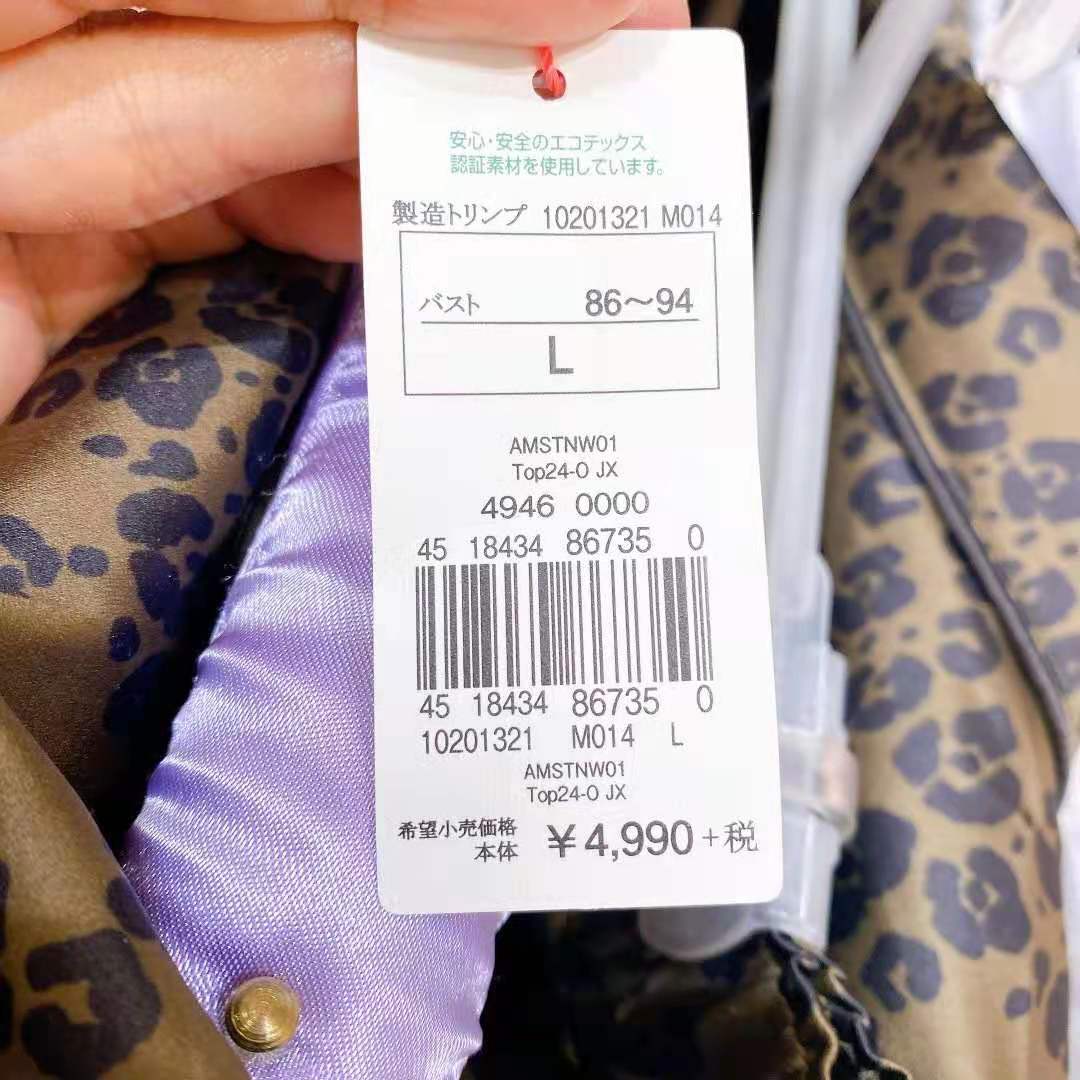 安心・安全のエコテックス
認証素材を使用しています。
製造トリンプ 10201321 M014
バスト 86〜94
L
AMSTNW01
Top24-O JX
4946 0000
45 18434 86735 0
45 18434 86735 0
10201321 M014 L
AMSTNW01
Top24-O JX
希望小売価格
本体 ¥4,990+税